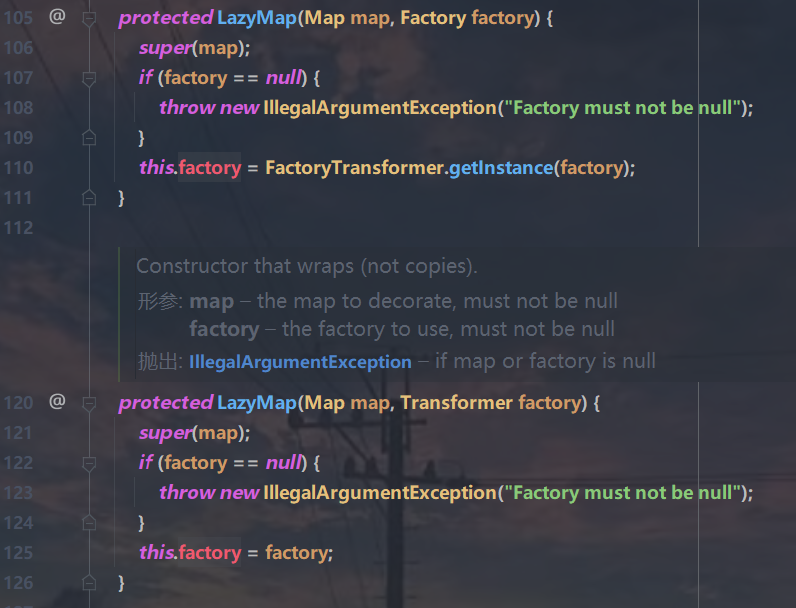 105 @ protected LazyMap(Map map, Factory factory) {
106 super(map);
107 if (factory == null) {
108 throw new IllegalArgumentException("Factory must not be null");
109 }
110 this.factory = FactoryTransformer.getInstance(factory);
111 }
112
Constructor that wraps (not copies).
形参: map – the map to decorate, must not be null
factory – the factory to use, must not be null
抛出: IllegalArgumentException – if map or factory is null
120 @ protected LazyMap(Map map, Transformer factory) {
121 super(map);
122 if (factory == null) {
123 throw new IllegalArgumentException("Factory must not be null");
124 }
125 this.factory = factory;
126 }